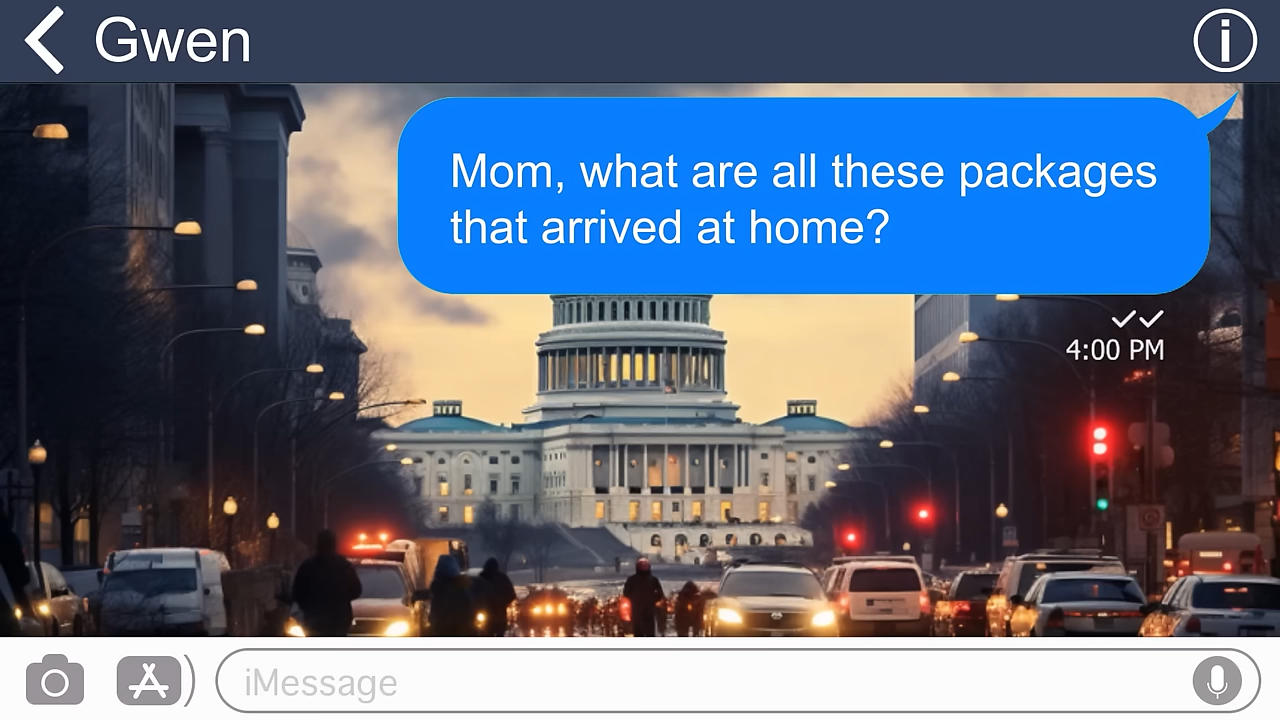 Gwen
Mom, what are all these packages
that arrived at home?
4:00 PM
iMessage